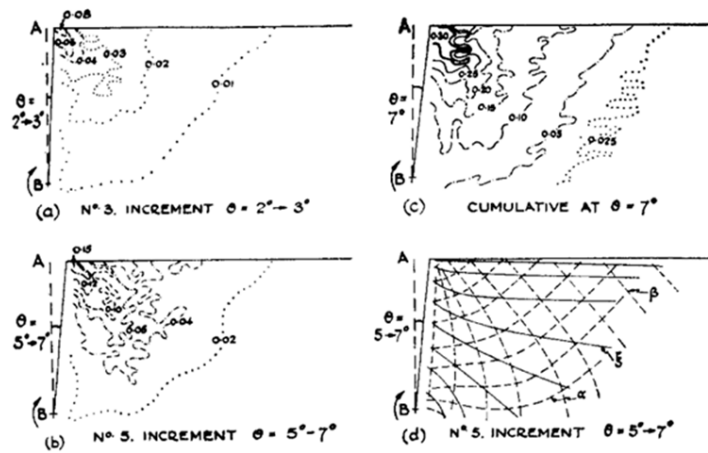 0·08
A
0·06
0·04
0·03
0·02
0·01
θ =
2°→3°
B
(a) Nº 3. INCREMENT θ = 2° → 3°
A
0·30
0·25
0·20
0·15
0·10
0·05
0·025
θ =
7°
B
(c) CUMULATIVE AT θ = 7°
0·15
A
0·12
0·10
0·06
0·04
0·02
θ =
5°→7°
B
(b) Nº 5. INCREMENT θ = 5°-7°
A
β
θ =
5→7°
ξ
α
B
(d) Nº 5. INCREMENT θ = 5°→7°